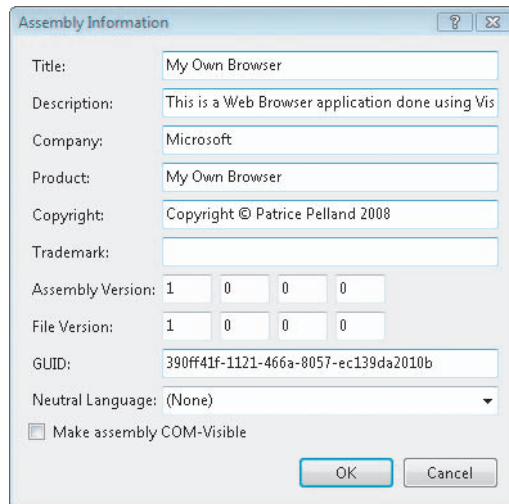 Assembly Information
Title: My Own Browser
Description: This is a Web Browser application done using Vis
Company: Microsoft
Product: My Own Browser
Copyright: Copyright © Patrice Pelland 2008
Trademark:
Assembly Version: 1 0 0 0
File Version: 1 0 0 0
GUID: 390ff41f-1121-466a-8057-ec139da2010b
Neutral Language: (None)
Make assembly COM-Visible
OK Cancel